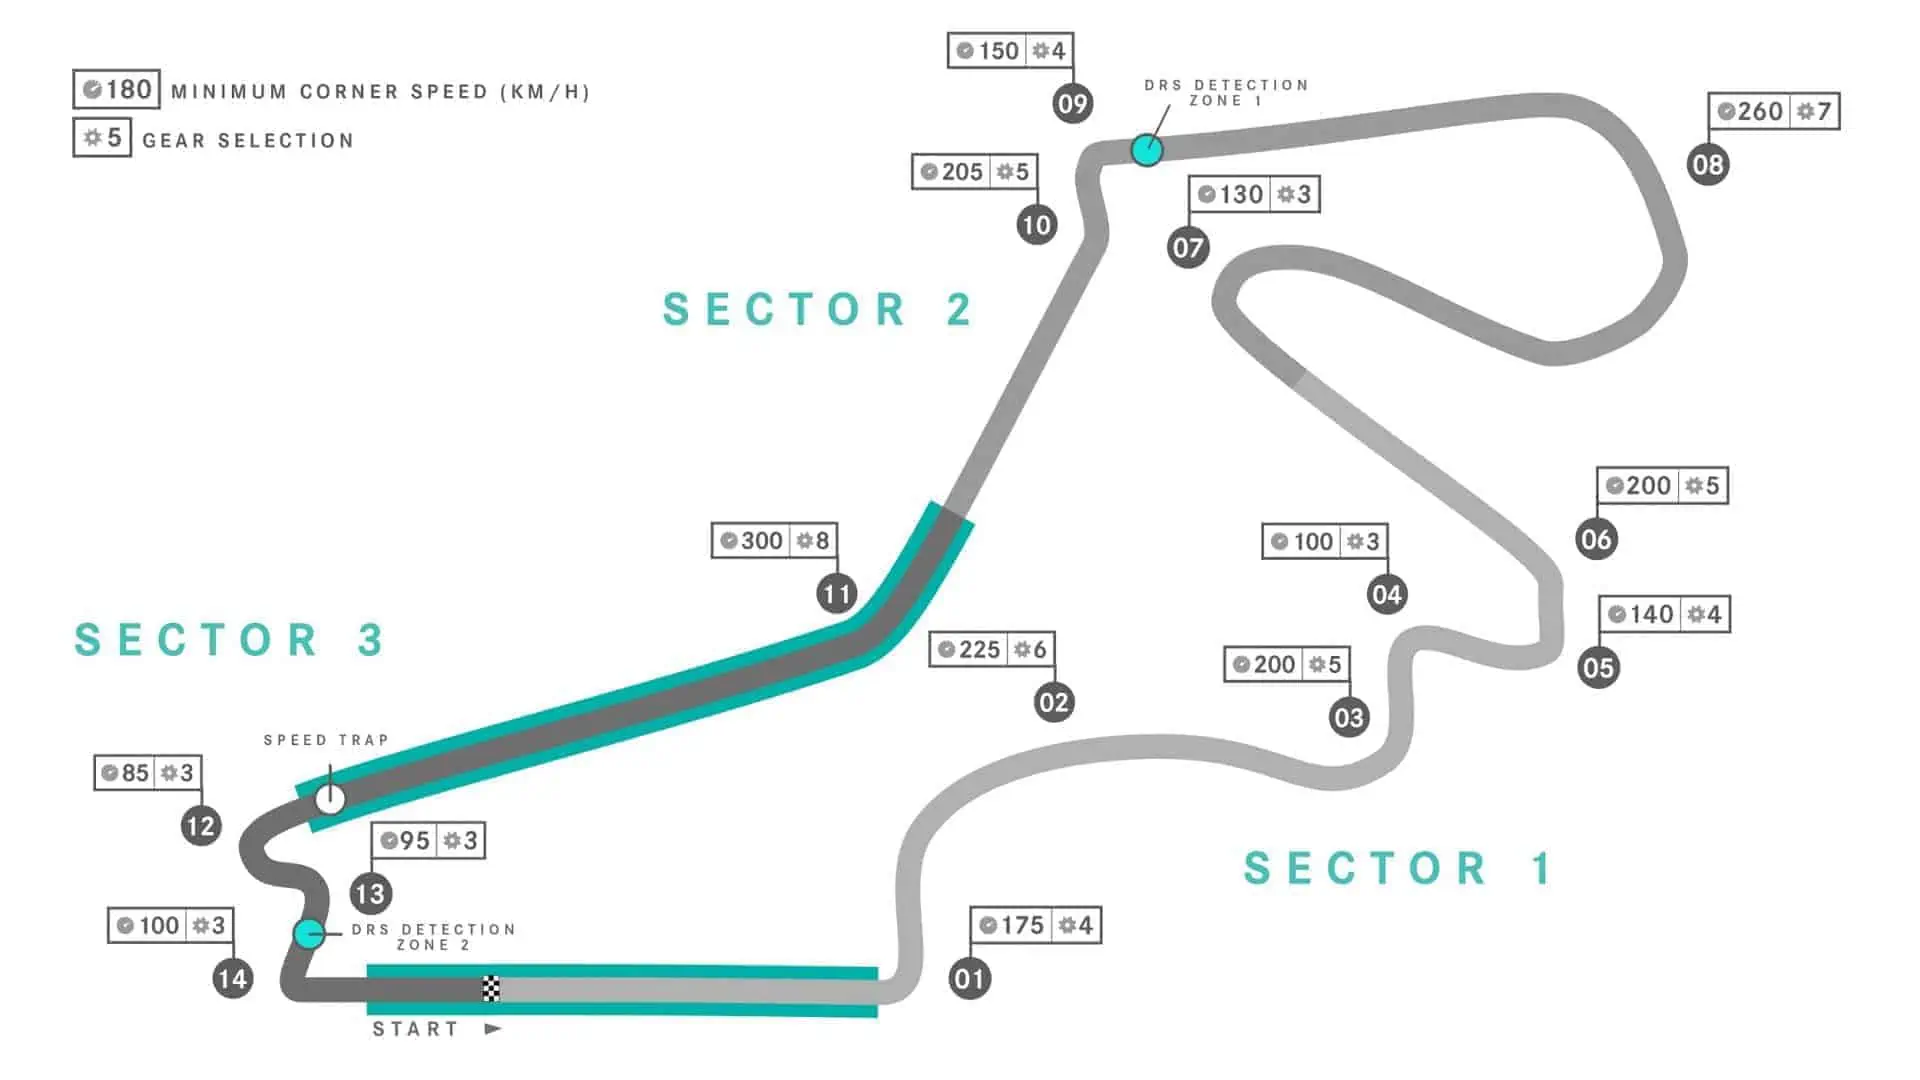 180 MINIMUM CORNER SPEED (KM/H)
5 GEAR SELECTION
150 4
09
DRS DETECTION
ZONE 1
260 7
08
205 5
10
130 3
07
SECTOR 2
200 5
06
300 8
11
100 3
04
140 4
05
SECTOR 3
225 6
02
200 5
03
SPEED TRAP
85 3
12
95 3
13
SECTOR 1
100 3
14
DRS DETECTION
ZONE 2
175 4
01
START